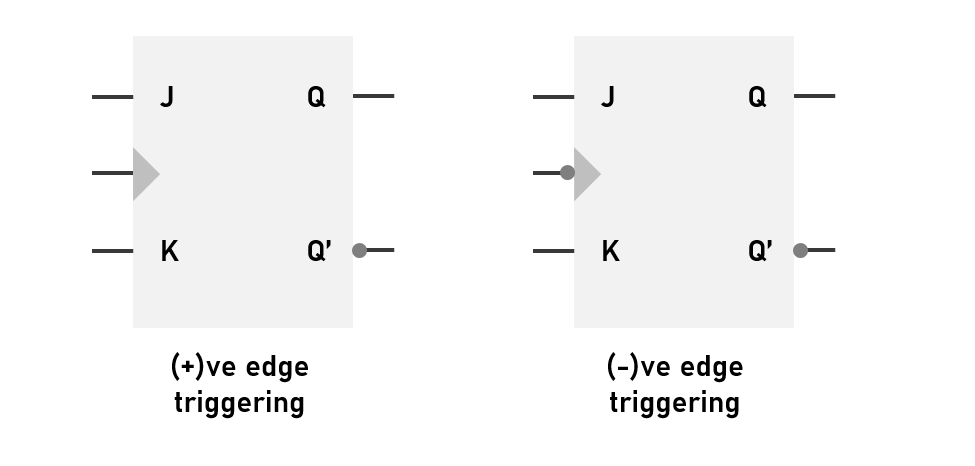 J Q
K Q'
(+)ve edge
triggering
J Q
K Q'
(-)ve edge
triggering